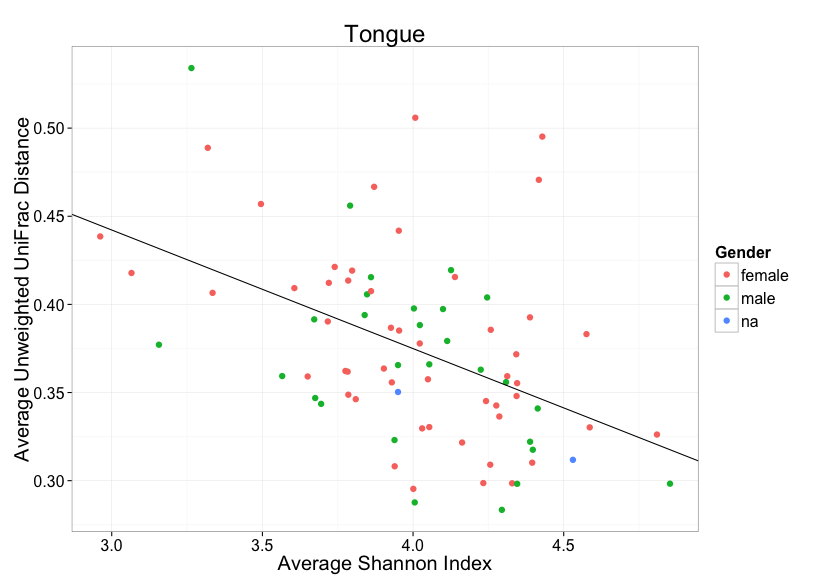 Tongue
Average Unweighted UniFrac Distance
0.50
0.45
0.40
0.35
0.30
3.0 3.5 4.0 4.5
Average Shannon Index
Gender
female
male
na